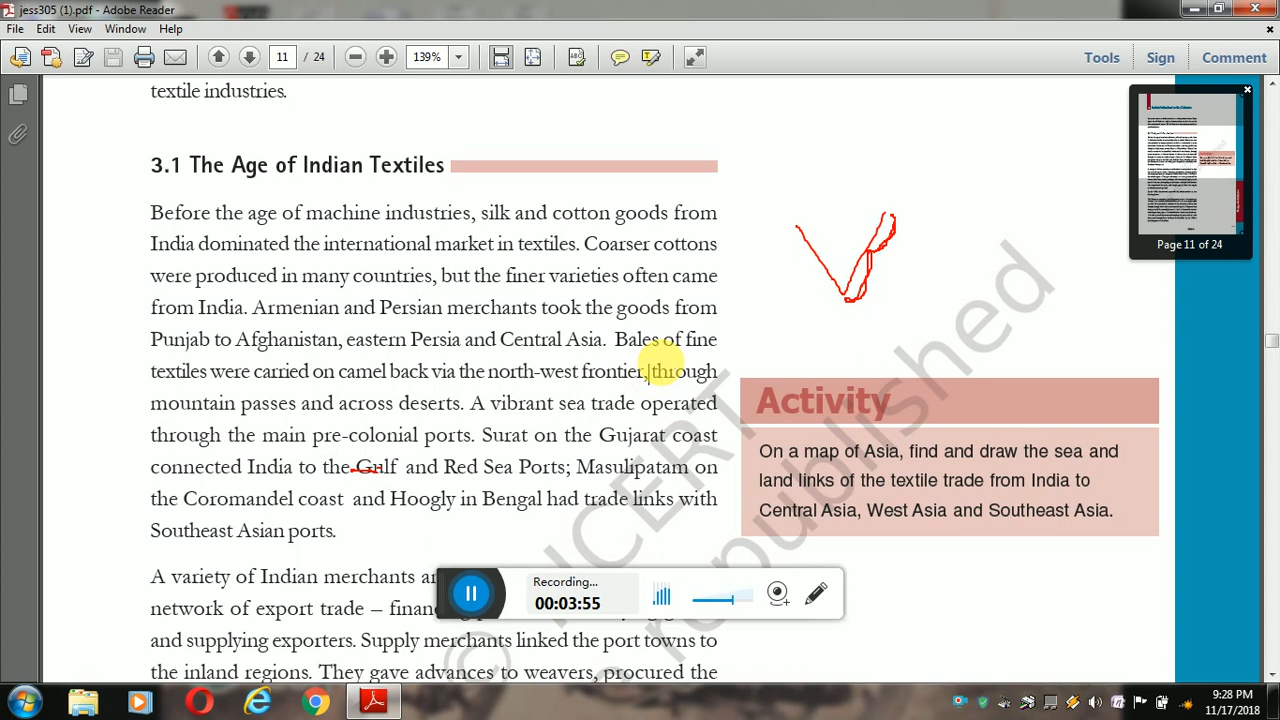 jess305 (1).pdf - Adobe Reader
File Edit View Window Help
11 / 24 139% Tools Sign Comment
textile industries.
3.1 The Age of Indian Textiles
Before the age of machine industries, silk and cotton goods from
India dominated the international market in textiles. Coarser cottons
were produced in many countries, but the finer varieties often came
from India. Armenian and Persian merchants took the goods from
Punjab to Afghanistan, eastern Persia and Central Asia. Bales of fine
textiles were carried on camel back via the north-west frontier, through
mountain passes and across deserts. A vibrant sea trade operated
through the main pre-colonial ports. Surat on the Gujarat coast
connected India to the Gulf and Red Sea Ports; Masulipatam on
the Coromandel coast and Hoogly in Bengal had trade links with
Southeast Asian ports.
A variety of Indian merchants
network of export trade –
and supplying exporters. Supply merchants linked the port towns to
the inland regions. They gave advances to weavers, procured the
Page 11 of 24
Activity
On a map of Asia, find and draw the sea and
land links of the textile trade from India to
Central Asia, West Asia and Southeast Asia.
©
republished
Recording...
00:03:55
9:28 PM
11/17/2018